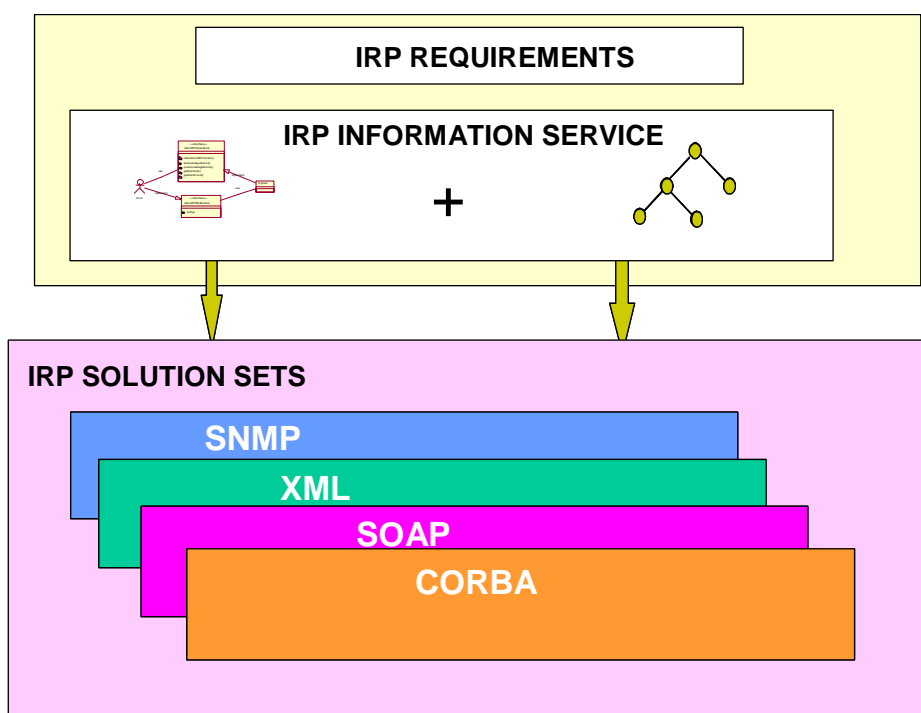 IRP REQUIREMENTS
IRP INFORMATION SERVICE
+
IRP SOLUTION SETS
SNMP
XML
SOAP
CORBA